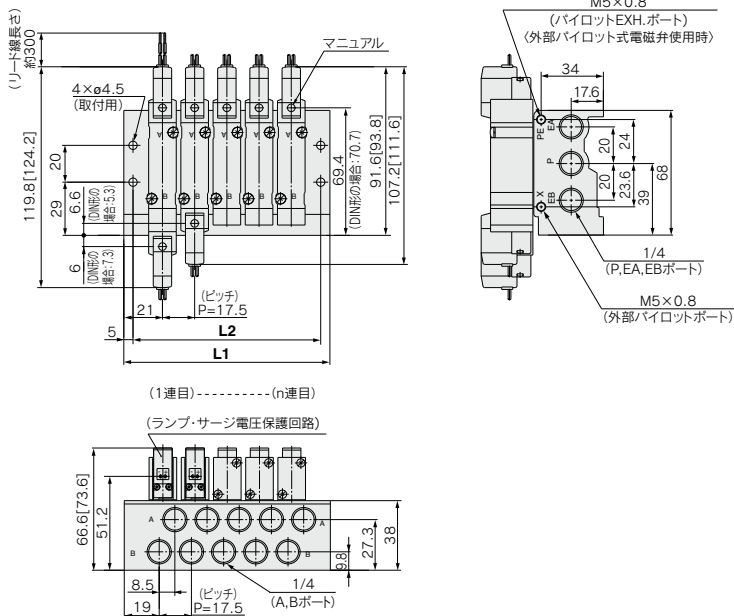 (リード線長さ)
約300
マニュアル
4×ø4.5
(取付用)
119.8[124.2]
20
29
6.6
(DIN形の
場合:5.3)
6
(DIN形の
場合:7.3)
A
A
A
A
A
B
B
B
B
B
69.4
(DIN形の場合:70.7)
91.6[93.8]
107.2[111.6]
21
(ピッチ)
P=17.5
5
L2
L1
M5×0.8
(パイロットEXH.ポート)
〈外部パイロット式電磁弁使用時〉
34
17.6
PE
EA
P
X
EB
20
20
24
23.6
39
68
1/4
(P,EA,EBポート)
M5×0.8
(外部パイロットポート)
(1連目)-----------(n連目)
(ランプ・サージ電圧保護回路)
66.6[73.6]
51.2
A
A
B
B
9.8
27.3
38
8.5
19
(ピッチ)
P=17.5
1/4
(A,Bポート)